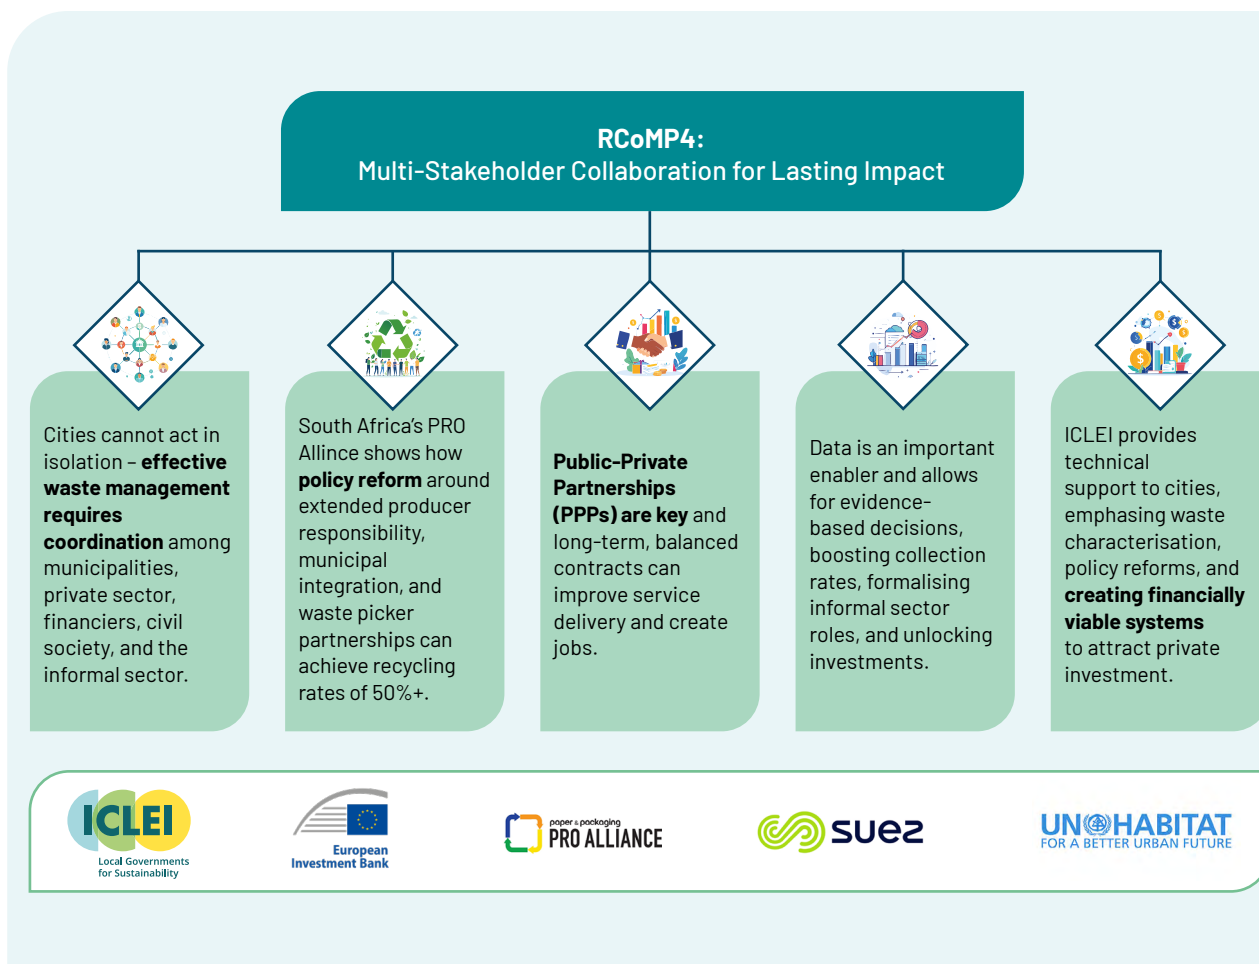 RCoMP4:
Multi-Stakeholder Collaboration for Lasting Impact
Cities cannot act in
isolation – effective
waste management
requires
coordination among
municipalities,
private sector,
financiers, civil
society, and the
informal sector.
South Africa's PRO
Allince shows how
policy reform around
extended producer
responsibility,
municipal
integration, and
waste picker
partnerships can
achieve recycling
rates of 50%+.
Public-Private
Partnerships
(PPPs) are key and
long-term, balanced
contracts can
improve service
delivery and create
jobs.
Data is an important
enabler and allows
for evidence-
based decisions,
boosting collection
rates, formalising
informal sector
roles, and unlocking
investments.
ICLEI provides
technical
support to cities,
emphasing waste
characterisation,
policy reforms, and
creating financially
viable systems
to attract private
investment.
ICLEI
Local Governments
for Sustainability
European
Investment Bank
paper & packaging
PRO ALLIANCE
suez
UN HABITAT
FOR A BETTER URBAN FUTURE